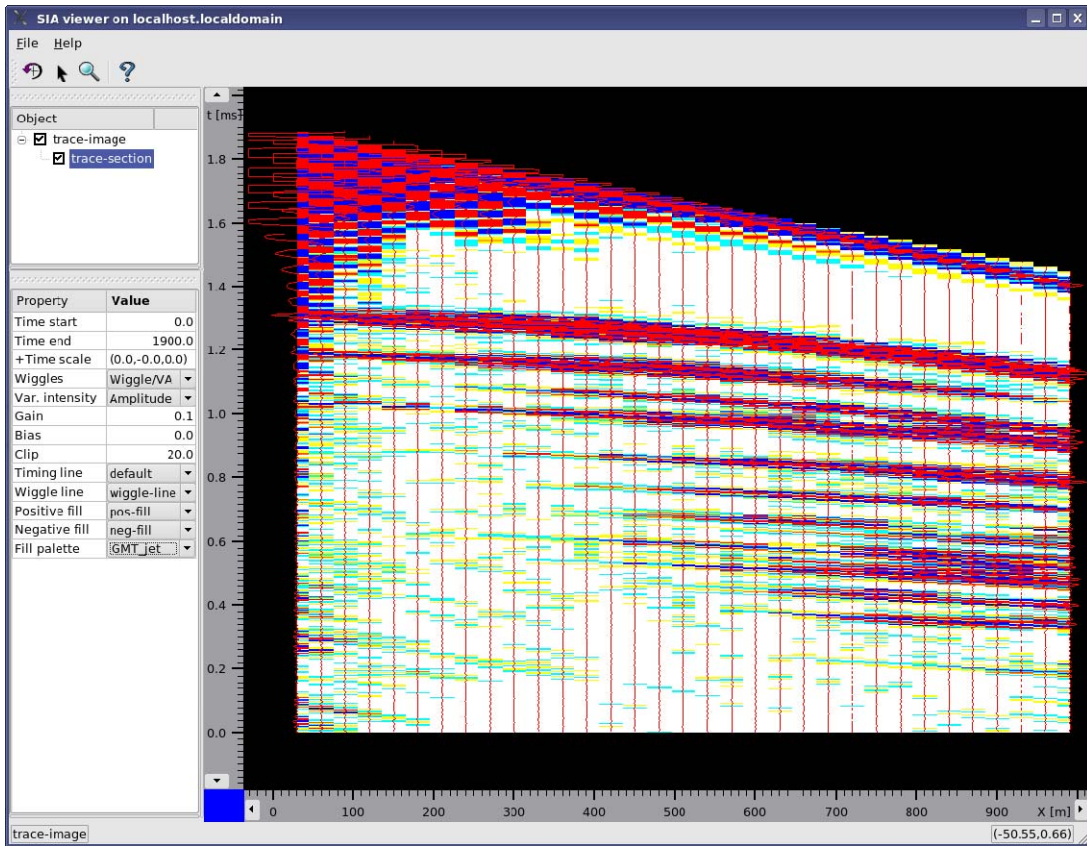 SIA viewer on localhost.localdomain
File Help
Object
trace-image
trace-section
Property Value
Time start 0.0
Time end 1900.0
+Time scale (0.0,-0.0,0.0)
Wiggles Wiggle/VA
Var. intensity Amplitude
Gain 0.1
Bias 0.0
Clip 20.0
Timing line default
Wiggle line wiggle-line
Positive fill pos-fill
Negative fill neg-fill
Fill palette GMT_jet
t [ms]
1.8
1.6
1.4
1.2
1.0
0.8
0.6
0.4
0.2
0.0
0 100 200 300 400 500 600 700 800 900 X [m]
trace-image (-50.55,0.66)